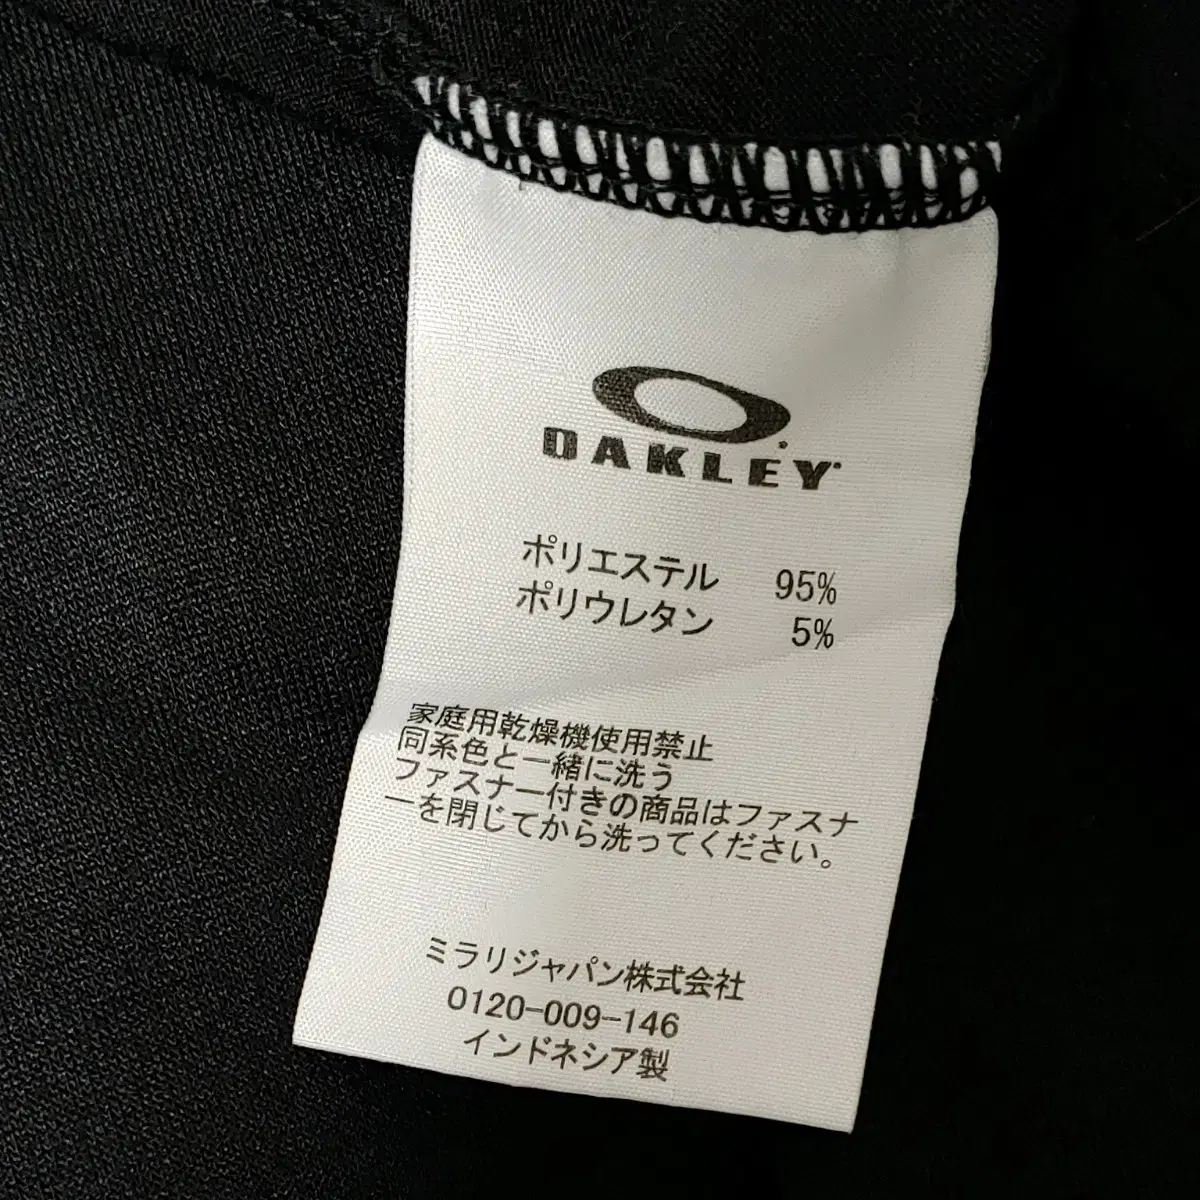 OAKLEY
ポリエステル 95%
ポリウレタン 5%
家庭用乾燥機使用禁止
同系色と一緒に洗う
ファスナー付きの商品はファスナ
ーを閉じてから洗ってください。
ミラリジャパン株式会社
0120-009-146
インドネシア製